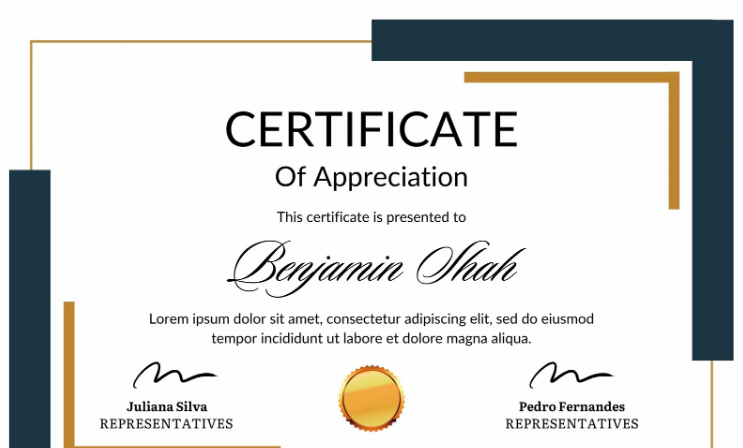 CERTIFICATE
Of Appreciation
This certificate is presented to
Benjamin Shah
Lorem ipsum dolor sit amet, consectetur adipiscing elit, sed do eiusmod
tempor incididunt ut labore et dolore magna aliqua.
Juliana Silva
REPRESENTATIVES
Pedro Fernandes
REPRESENTATIVES